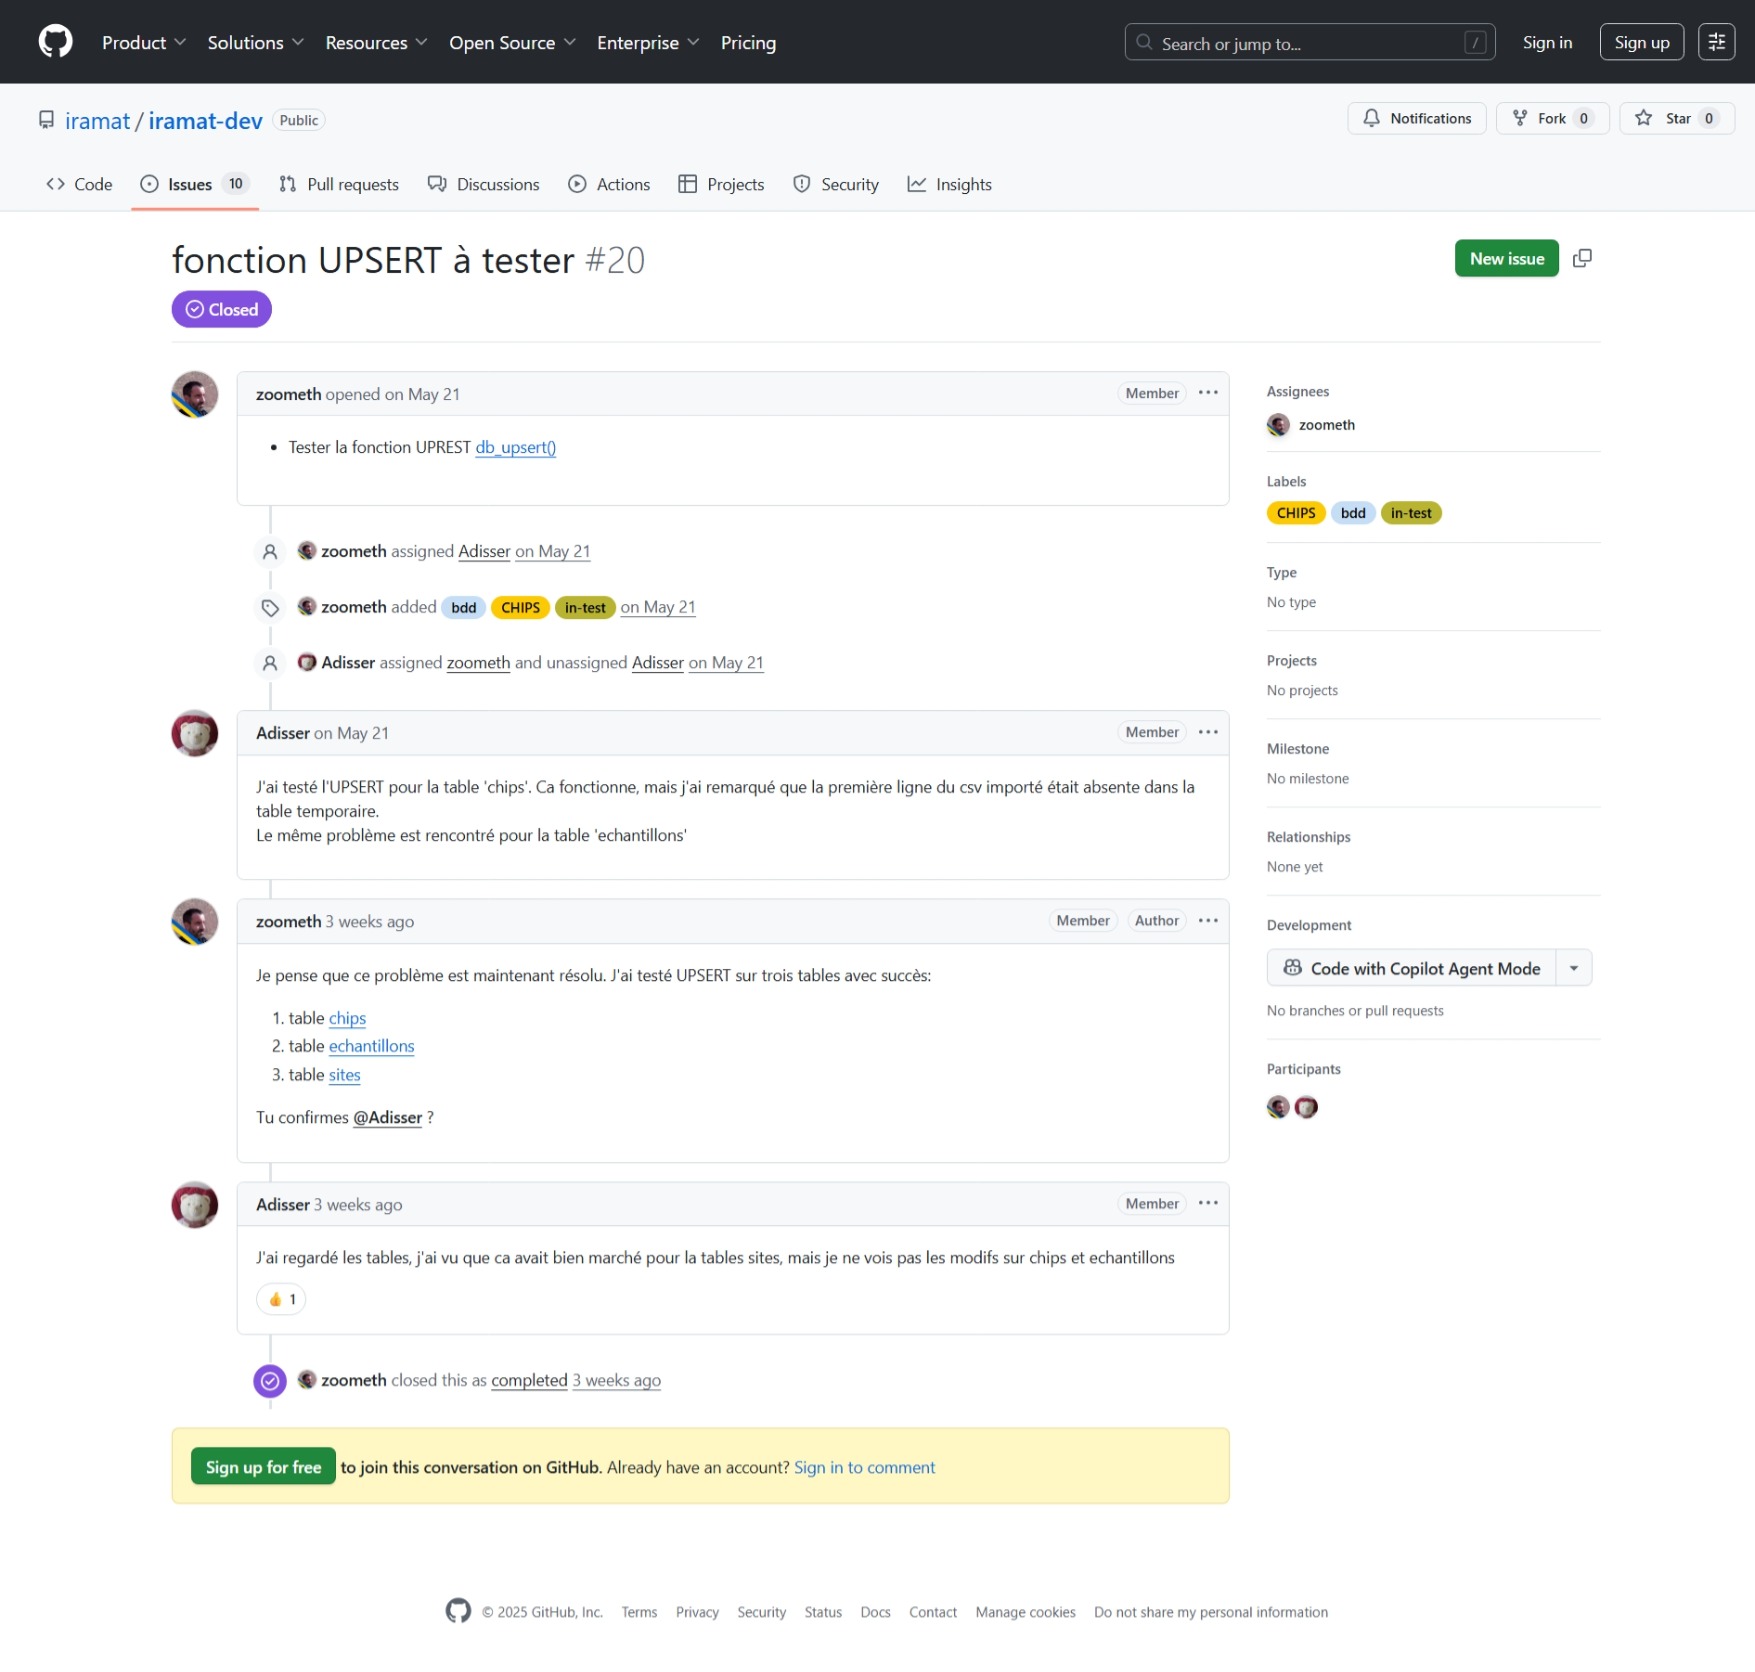 Product Solutions Resources Open Source Enterprise Pricing Search or jump to... / Sign in Sign up
iramat / iramat-dev Public Notifications Fork 0 Star 0
Code Issues 10 Pull requests Discussions Actions Projects Security Insights
fonction UPSERT à tester #20 New issue
Closed
zoometh opened on May 21 Member
• Tester la fonction UPREST db_upsert()
zoometh assigned Adisser on May 21
zoometh added bdd CHIPS in-test on May 21
Adisser assigned zoometh and unassigned Adisser on May 21
Adisser on May 21 Member
J'ai testé l'UPSERT pour la table 'chips'. Ca fonctionne, mais j'ai remarqué que la première ligne du csv importé était absente dans la
table temporaire.
Le même problème est rencontré pour la table 'echantillons'
zoometh 3 weeks ago Member Author
Je pense que ce problème est maintenant résolu. J'ai testé UPSERT sur trois tables avec succès:
1. table chips
2. table echantillons
3. table sites
Tu confirmes @Adisser ?
Adisser 3 weeks ago Member
J'ai regardé les tables, j'ai vu que ca avait bien marché pour la tables sites, mais je ne vois pas les modifs sur chips et echantillons
👍 1
zoometh closed this as completed 3 weeks ago
Sign up for free to join this conversation on GitHub. Already have an account? Sign in to comment
Assignees
zoometh
Labels
CHIPS bdd in-test
Type
No type
Projects
No projects
Milestone
No milestone
Relationships
None yet
Development
Code with Copilot Agent Mode
No branches or pull requests
Participants
© 2025 GitHub, Inc. Terms Privacy Security Status Docs Contact Manage cookies Do not share my personal information